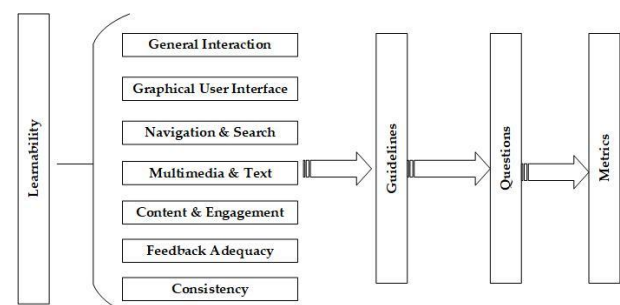 Learnability
General Interaction
Graphical User Interface
Navigation & Search
Multimedia & Text
Content & Engagement
Feedback Adequacy
Consistency
Guidelines
Questions
Metrics